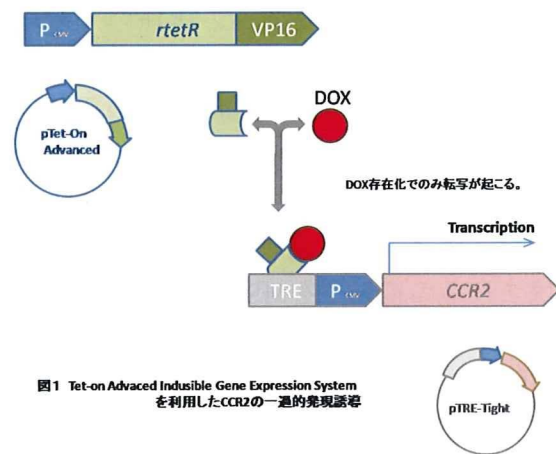 P CMV rtetR VP16
pTet-On
Advanced
DOX
DOX存在化でのみ転写が起こる。
Transcription
TRE P CMV CCR2
図1 Tet-on Advaced Indusible Gene Expression System
を利用したCCR2の一過的発現誘導
pTRE-Tight